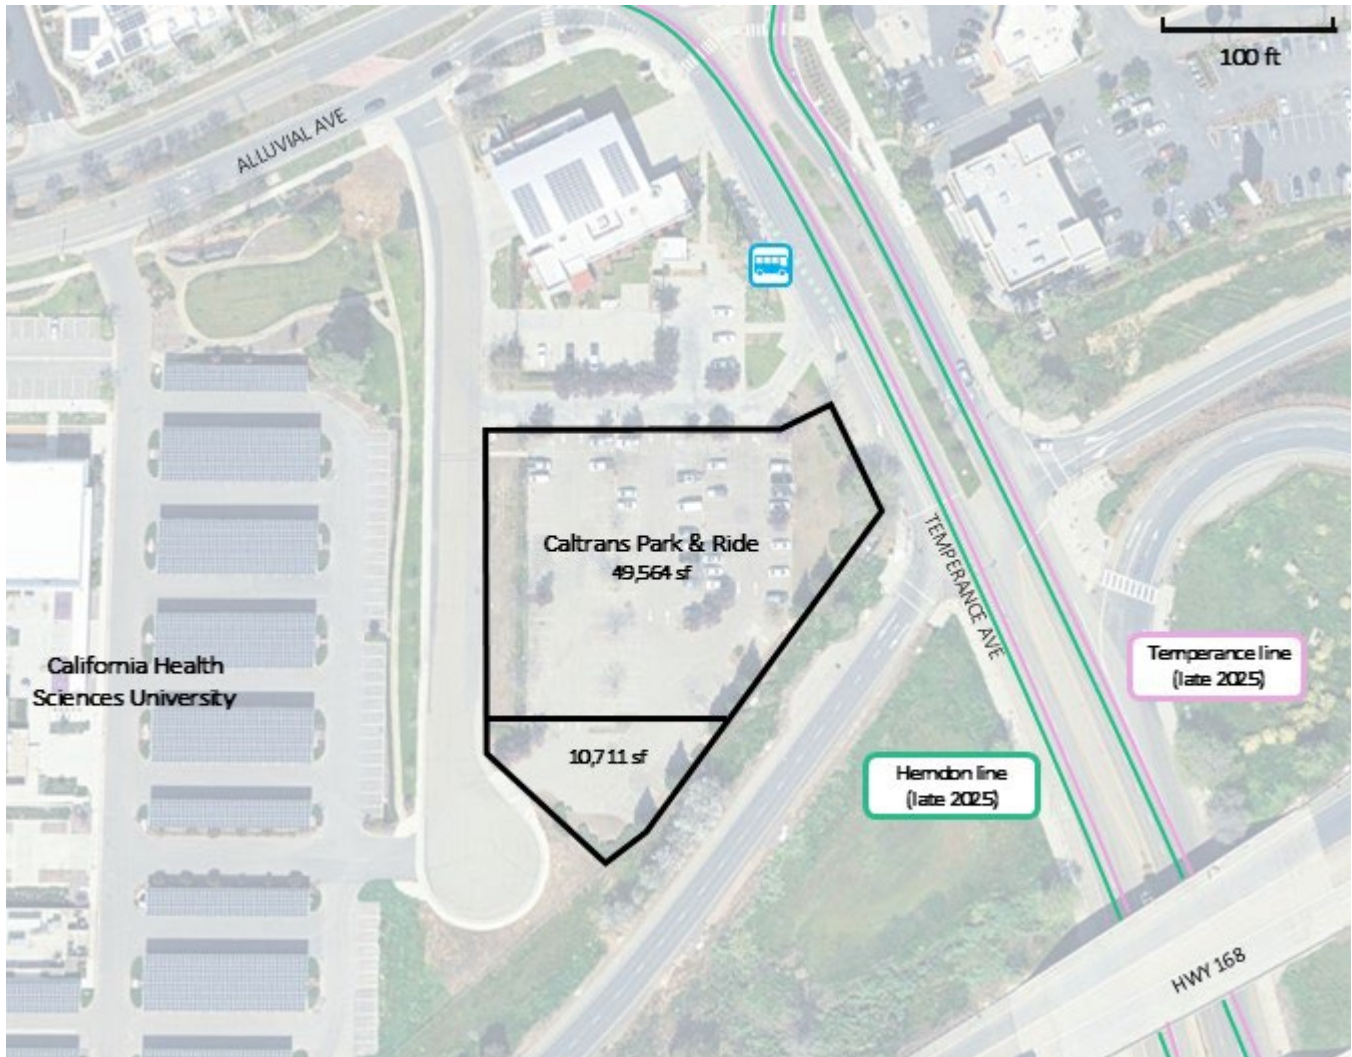 100 ft
ALLUVIAL AVE
Caltrans Park & Ride
49,564 sf
TEMPERANCE AVE
California Health
Sciences University
Temperance line
(late 2025)
10,711 sf
Herndon line
(late 2025)
HWY 168